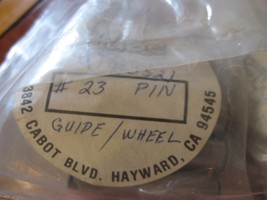 # 23 PIN
GUIDE/WHEEL
3842 CABOT BLVD. HAYWARD, CA 94545